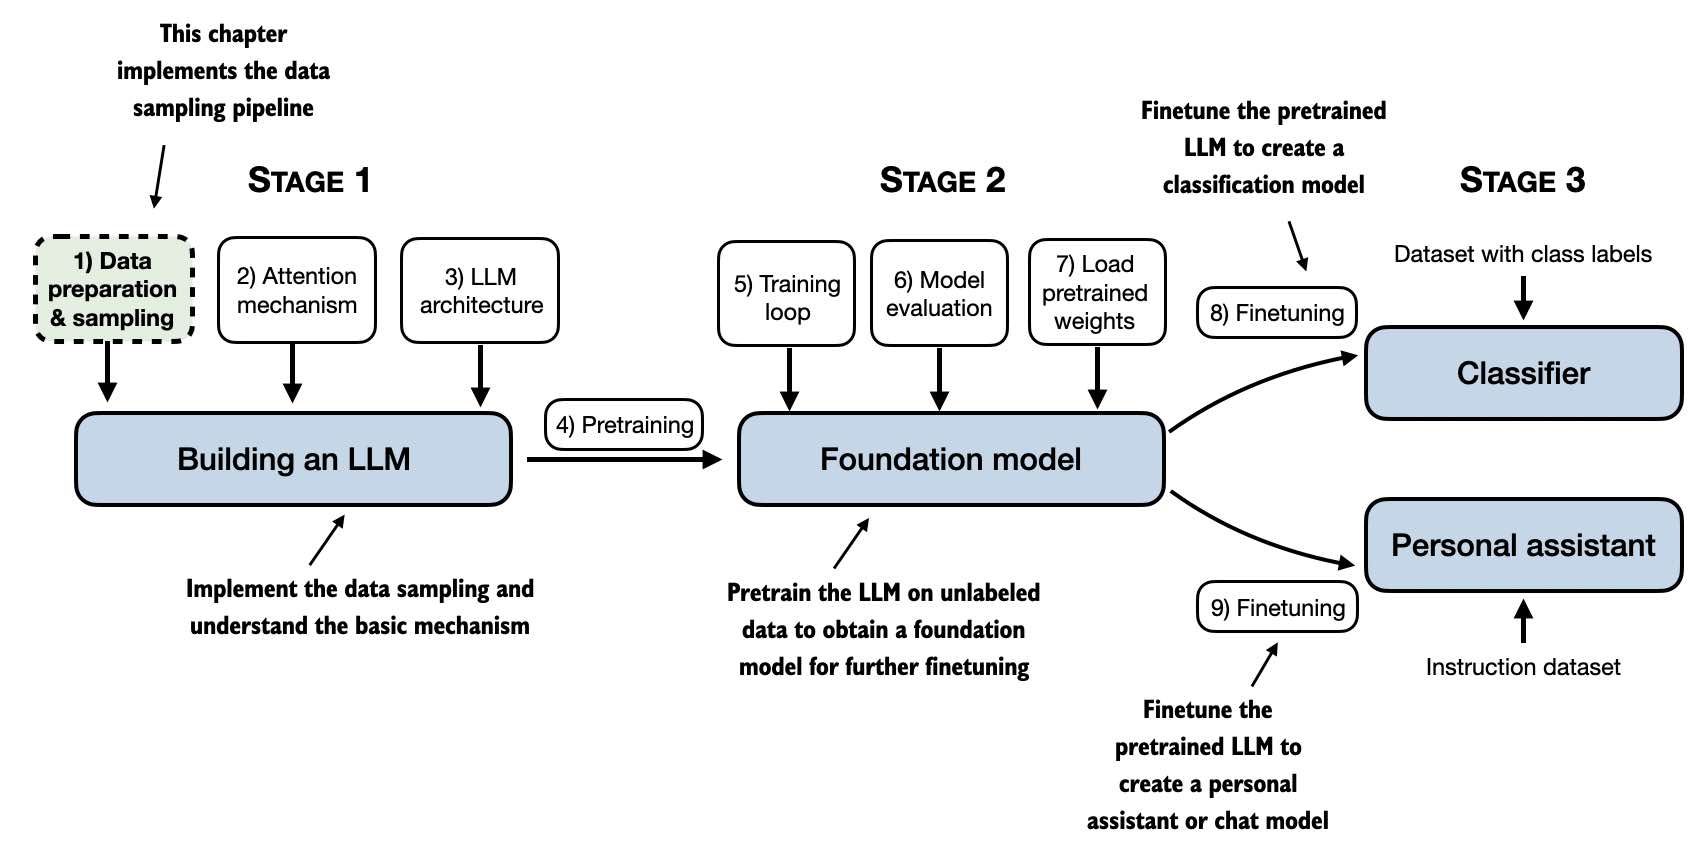 This chapter
implements the data
sampling pipeline
STAGE 1
1) Data
preparation
& sampling
2) Attention
mechanism
3) LLM
architecture
Building an LLM
Implement the data sampling and
understand the basic mechanism
4) Pretraining
STAGE 2
5) Training
loop
6) Model
evaluation
7) Load
pretrained
weights
Foundation model
Pretrain the LLM on unlabeled
data to obtain a foundation
model for further finetuning
Finetune the pretrained
LLM to create a
classification model
STAGE 3
8) Finetuning
Dataset with class labels
Classifier
Personal assistant
9) Finetuning
Instruction dataset
Finetune the
pretrained LLM to
create a personal
assistant or chat model